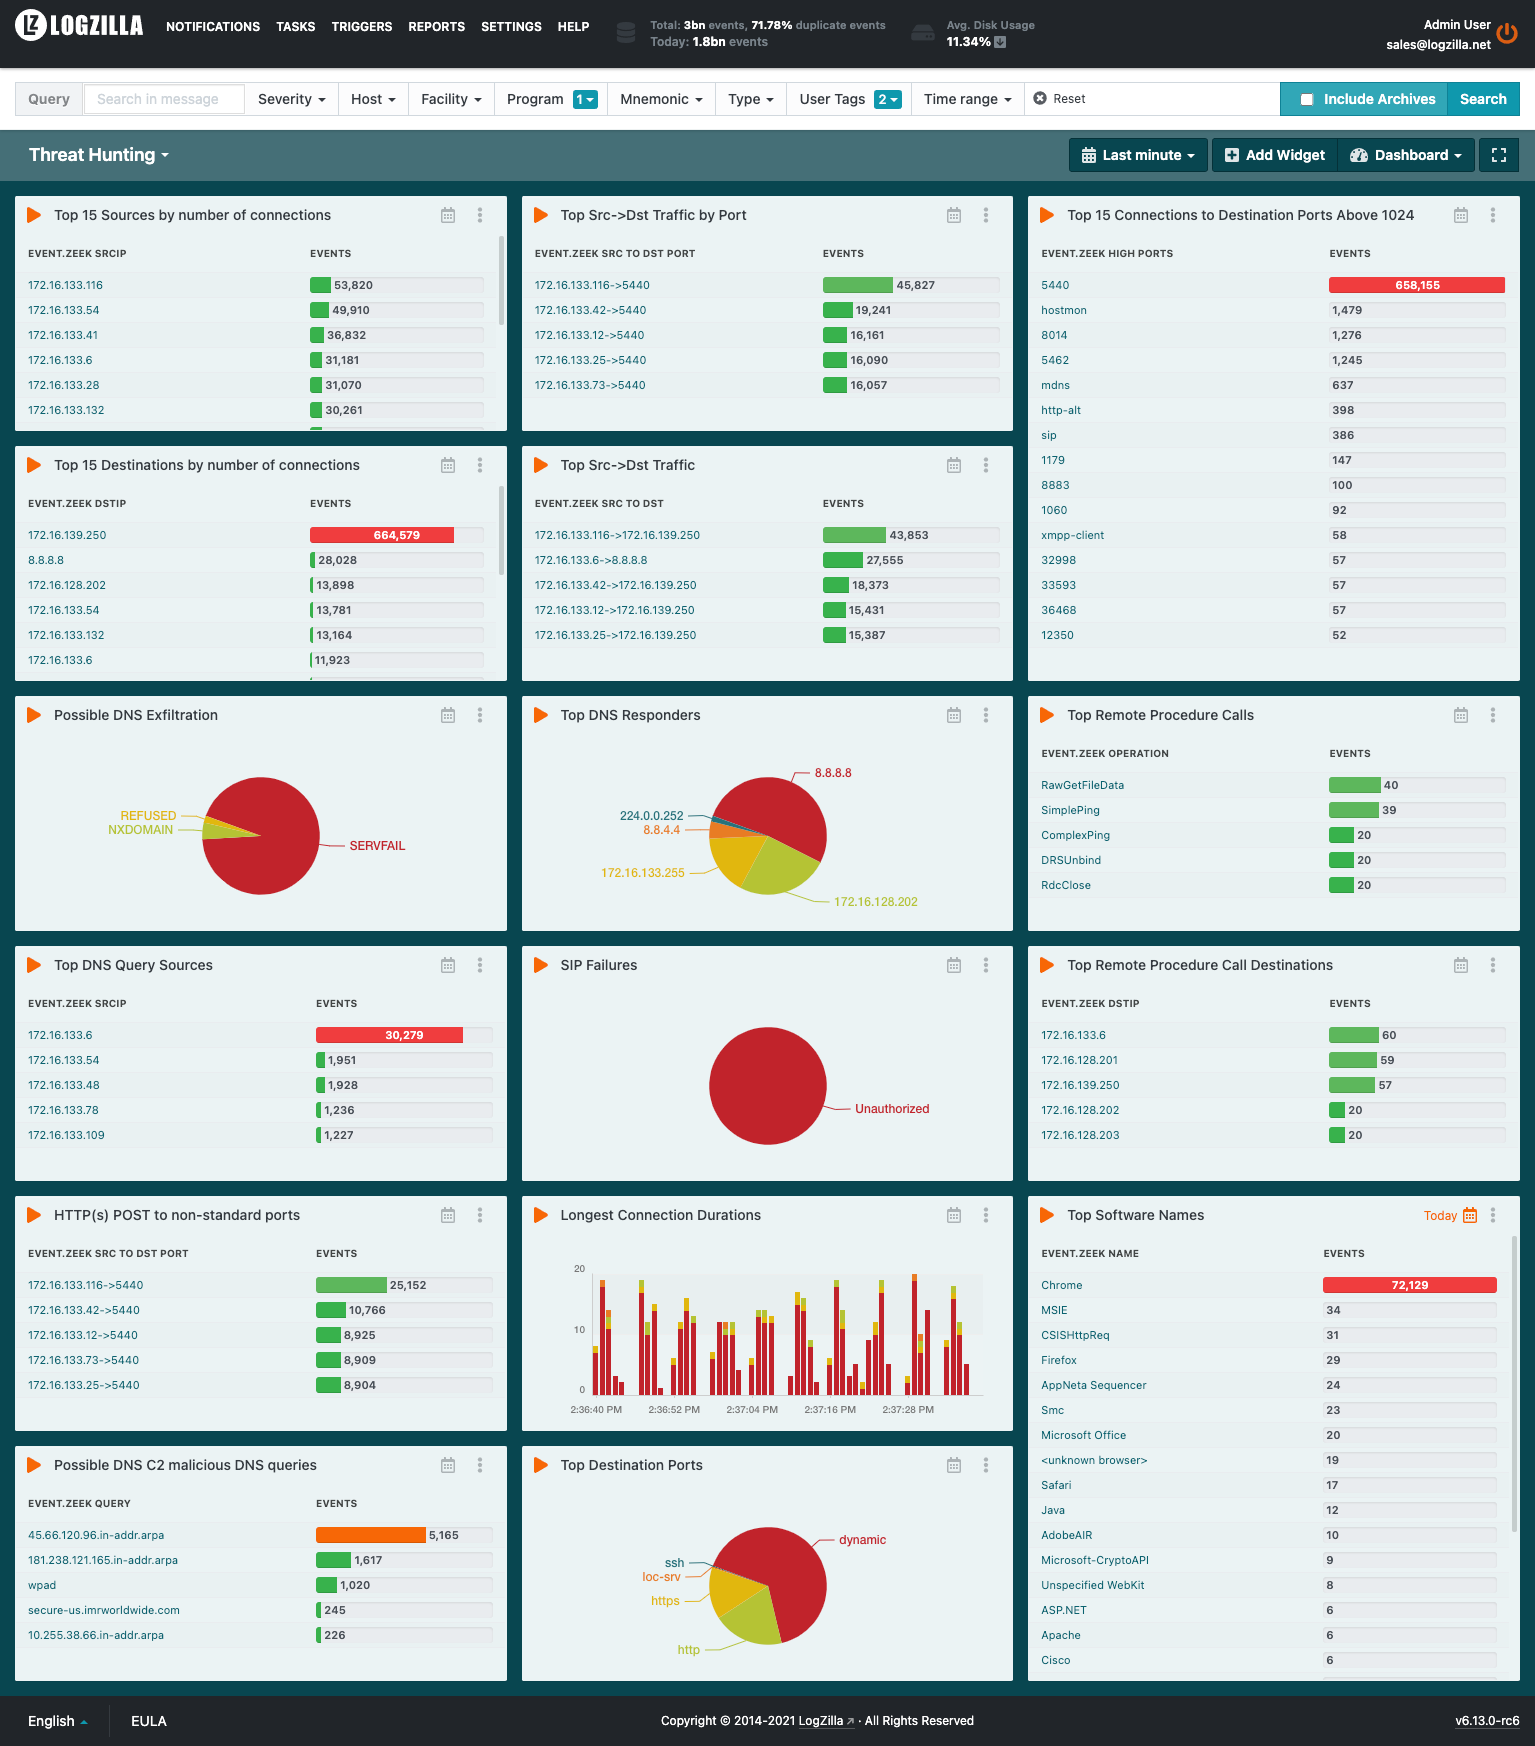 LOGZILLA
NOTIFICATIONS TASKS TRIGGERS REPORTS SETTINGS HELP
Total: 3bn events, 71.78% duplicate events
Today: 1.8bn events
Avg. Disk Usage
11.34%
Admin User
sales@logzilla.net
Query Search in message Severity Host Facility Program 1 Mnemonic Type User Tags 2 Time range Reset Include Archives Search
Threat Hunting
Last minute Add Widget Dashboard
Top 15 Sources by number of connections
EVENT.ZEEK SRCIP EVENTS
172.16.133.116 53,820
172.16.133.54 49,910
172.16.133.41 36,832
172.16.133.6 31,181
172.16.133.28 31,070
172.16.133.132 30,261
Top Src->Dst Traffic by Port
EVENT.ZEEK SRC TO DST PORT EVENTS
172.16.133.116->5440 45,827
172.16.133.42->5440 19,241
172.16.133.12->5440 16,161
172.16.133.25->5440 16,090
172.16.133.73->5440 16,057
Top 15 Connections to Destination Ports Above 1024
EVENT.ZEEK HIGH PORTS EVENTS
5440 658,155
hostmon 1,479
8014 1,276
5462 1,245
mdns 637
http-alt 398
sip 386
1179 147
8883 100
1060 92
xmpp-client 58
32998 57
33593 57
36468 57
12350 52
Top 15 Destinations by number of connections
EVENT.ZEEK DSTIP EVENTS
172.16.139.250 664,579
8.8.8.8 28,028
172.16.128.202 13,898
172.16.133.54 13,781
172.16.133.132 13,164
172.16.133.6 11,923
Top Src->Dst Traffic
EVENT.ZEEK SRC TO DST EVENTS
172.16.133.116->172.16.139.250 43,853
172.16.133.6->8.8.8.8 27,555
172.16.133.42->172.16.139.250 18,373
172.16.133.12->172.16.139.250 15,431
172.16.133.25->172.16.139.250 15,387
Possible DNS Exfiltration
REFUSED
NXDOMAIN
SERVFAIL
Top DNS Responders
8.8.8.8
224.0.0.252
8.8.4.4
172.16.133.255
172.16.128.202
Top Remote Procedure Calls
EVENT.ZEEK OPERATION EVENTS
RawGetFileData 40
SimplePing 39
ComplexPing 20
DRSUnbind 20
RdcClose 20
Top DNS Query Sources
EVENT.ZEEK SRCIP EVENTS
172.16.133.6 30,279
172.16.133.54 1,951
172.16.133.48 1,928
172.16.133.78 1,236
172.16.133.109 1,227
SIP Failures
Unauthorized
Top Remote Procedure Call Destinations
EVENT.ZEEK DSTIP EVENTS
172.16.133.6 60
172.16.128.201 59
172.16.139.250 57
172.16.128.202 20
172.16.128.203 20
HTTP(s) POST to non-standard ports
EVENT.ZEEK SRC TO DST PORT EVENTS
172.16.133.116->5440 25,152
172.16.133.42->5440 10,766
172.16.133.12->5440 8,925
172.16.133.73->5440 8,909
172.16.133.25->5440 8,904
Longest Connection Durations
20
10
0
2:36:40 PM 2:36:52 PM 2:37:04 PM 2:37:16 PM 2:37:28 PM
Top Software Names Today
EVENT.ZEEK NAME EVENTS
Chrome 72,129
MSIE 34
CSISHttpReq 31
Firefox 29
AppNeta Sequencer 24
Smc 23
Microsoft Office 20
<unknown browser> 19
Safari 17
Java 12
AdobeAIR 10
Microsoft-CryptoAPI 9
Unspecified WebKit 8
ASP.NET 6
Apache 6
Cisco 6
Possible DNS C2 malicious DNS queries
EVENT.ZEEK QUERY EVENTS
45.66.120.96.in-addr.arpa 5,165
181.238.121.165.in-addr.arpa 1,617
wpad 1,020
secure-us.imrworldwide.com 245
10.255.38.66.in-addr.arpa 226
Top Destination Ports
dynamic
ssh
loc-srv
https
http
English EULA
Copyright © 2014-2021 LogZilla · All Rights Reserved
v6.13.0-rc6